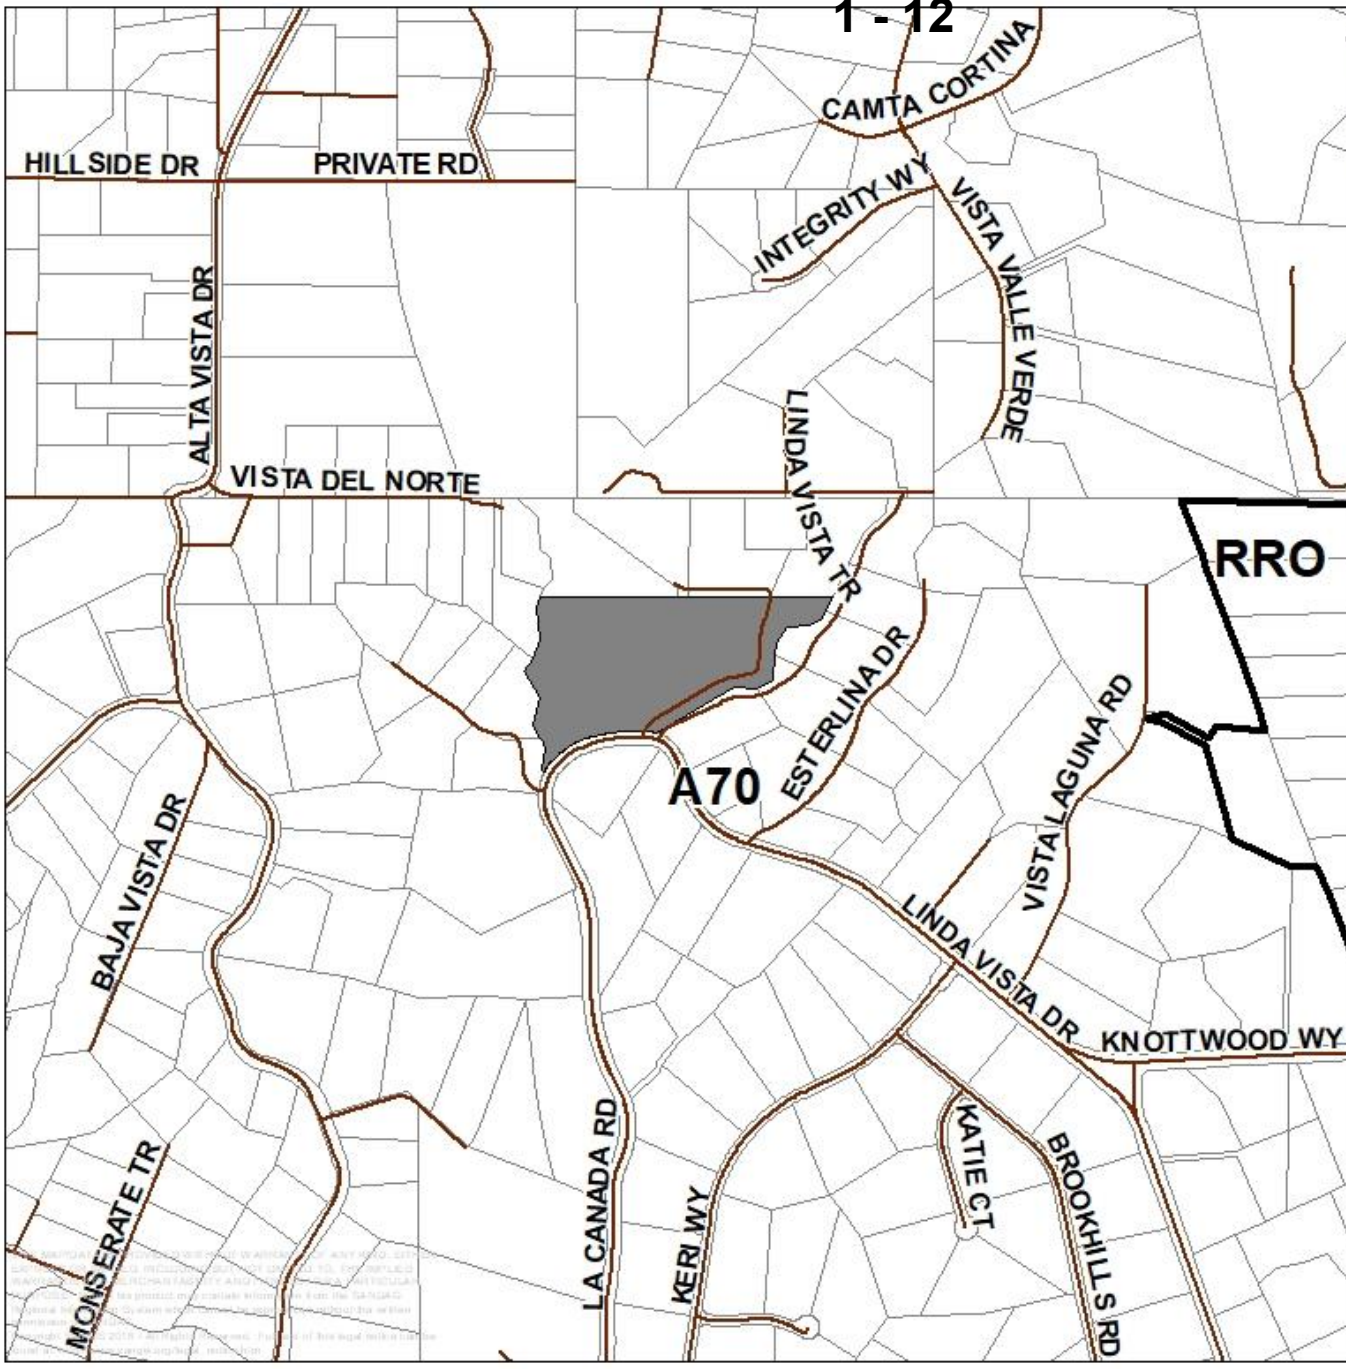 1 - 12
CAMTA CORTINA
HILLSIDE DR
PRIVATE RD
INTEGRITY WY
VISTA VALLE VERDE
ALTA VISTA DR
LINDA VISTA TR
VISTA DEL NORTE
RRO
ESTERLINA DR
A70
VISTA LAGUNA RD
BAJA VISTA DR
LINDA VISTA DR
KNOTTWOOD WY
LA CANADA RD
KERI WY
KATIE CT
BROOKHILLS RD
MONSERATE TR